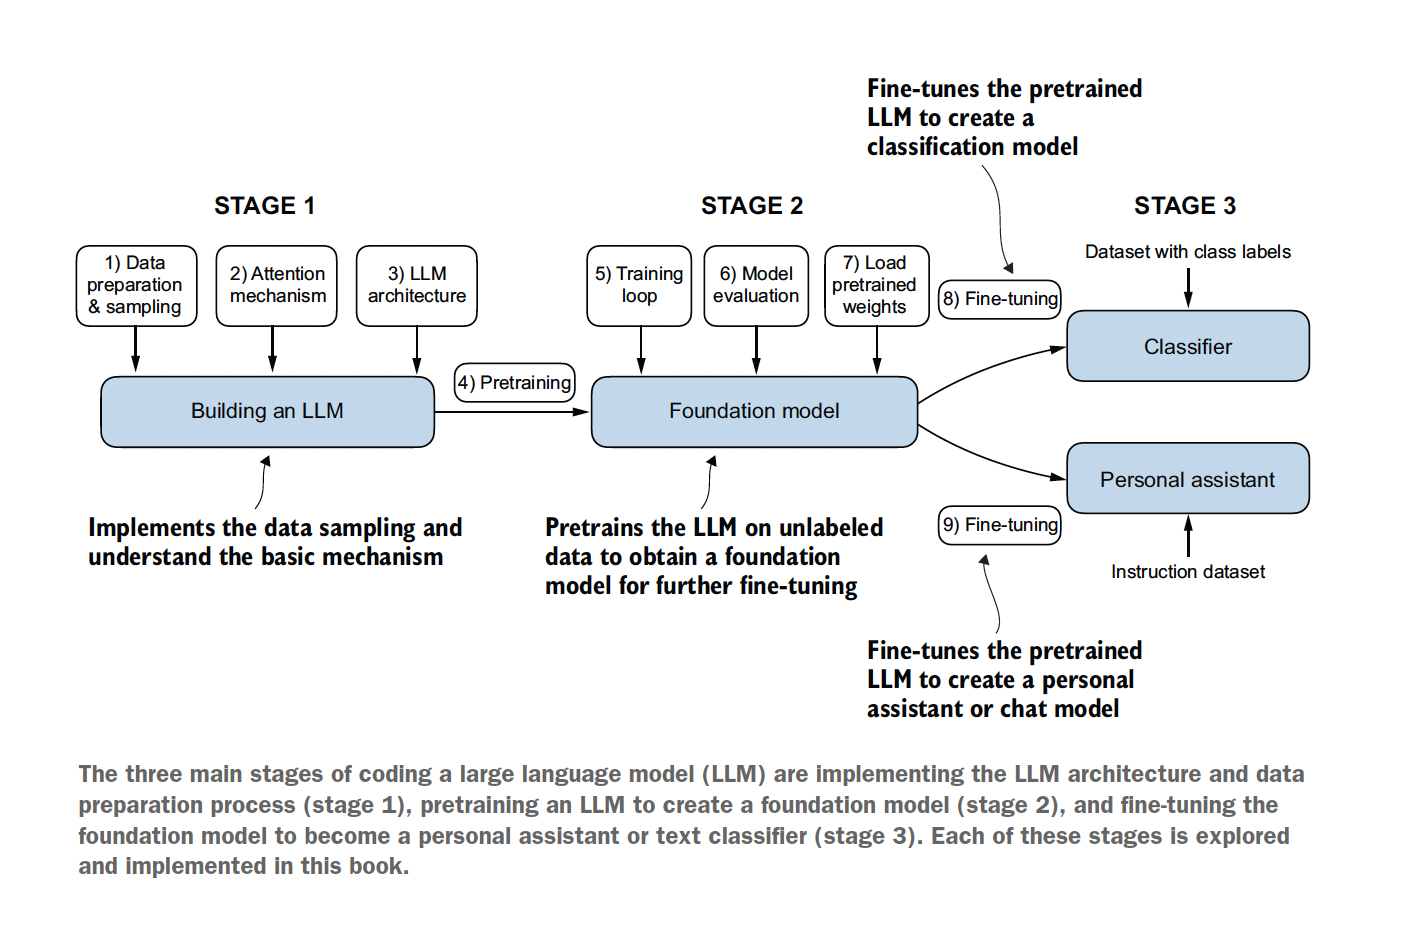 Fine-tunes the pretrained
LLM to create a
classification model
STAGE 1
STAGE 2
STAGE 3
1) Data
preparation
& sampling
2) Attention
mechanism
3) LLM
architecture
5) Training
loop
6) Model
evaluation
7) Load
pretrained
weights
8) Fine-tuning
Dataset with class labels
Classifier
4) Pretraining
Building an LLM
Foundation model
Personal assistant
Implements the data sampling and
understand the basic mechanism
Pretrains the LLM on unlabeled
data to obtain a foundation
model for further fine-tuning
9) Fine-tuning
Instruction dataset
Fine-tunes the pretrained
LLM to create a personal
assistant or chat model
The three main stages of coding a large language model (LLM) are implementing the LLM architecture and data
preparation process (stage 1), pretraining an LLM to create a foundation model (stage 2), and fine-tuning the
foundation model to become a personal assistant or text classifier (stage 3). Each of these stages is explored
and implemented in this book.